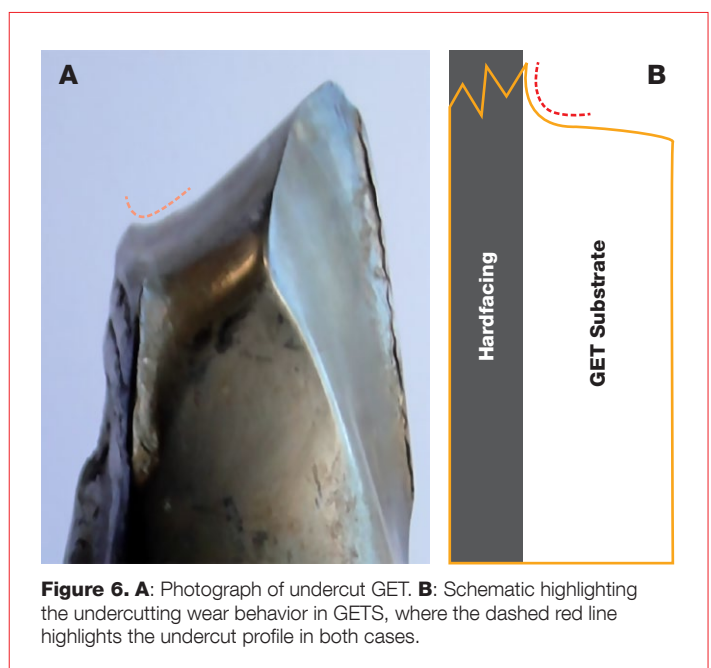 A
B
Hardfacing
GET Substrate
Figure 6. A: Photograph of undercut GET. B: Schematic highlighting
the undercutting wear behavior in GETS, where the dashed red line
highlights the undercut profile in both cases.